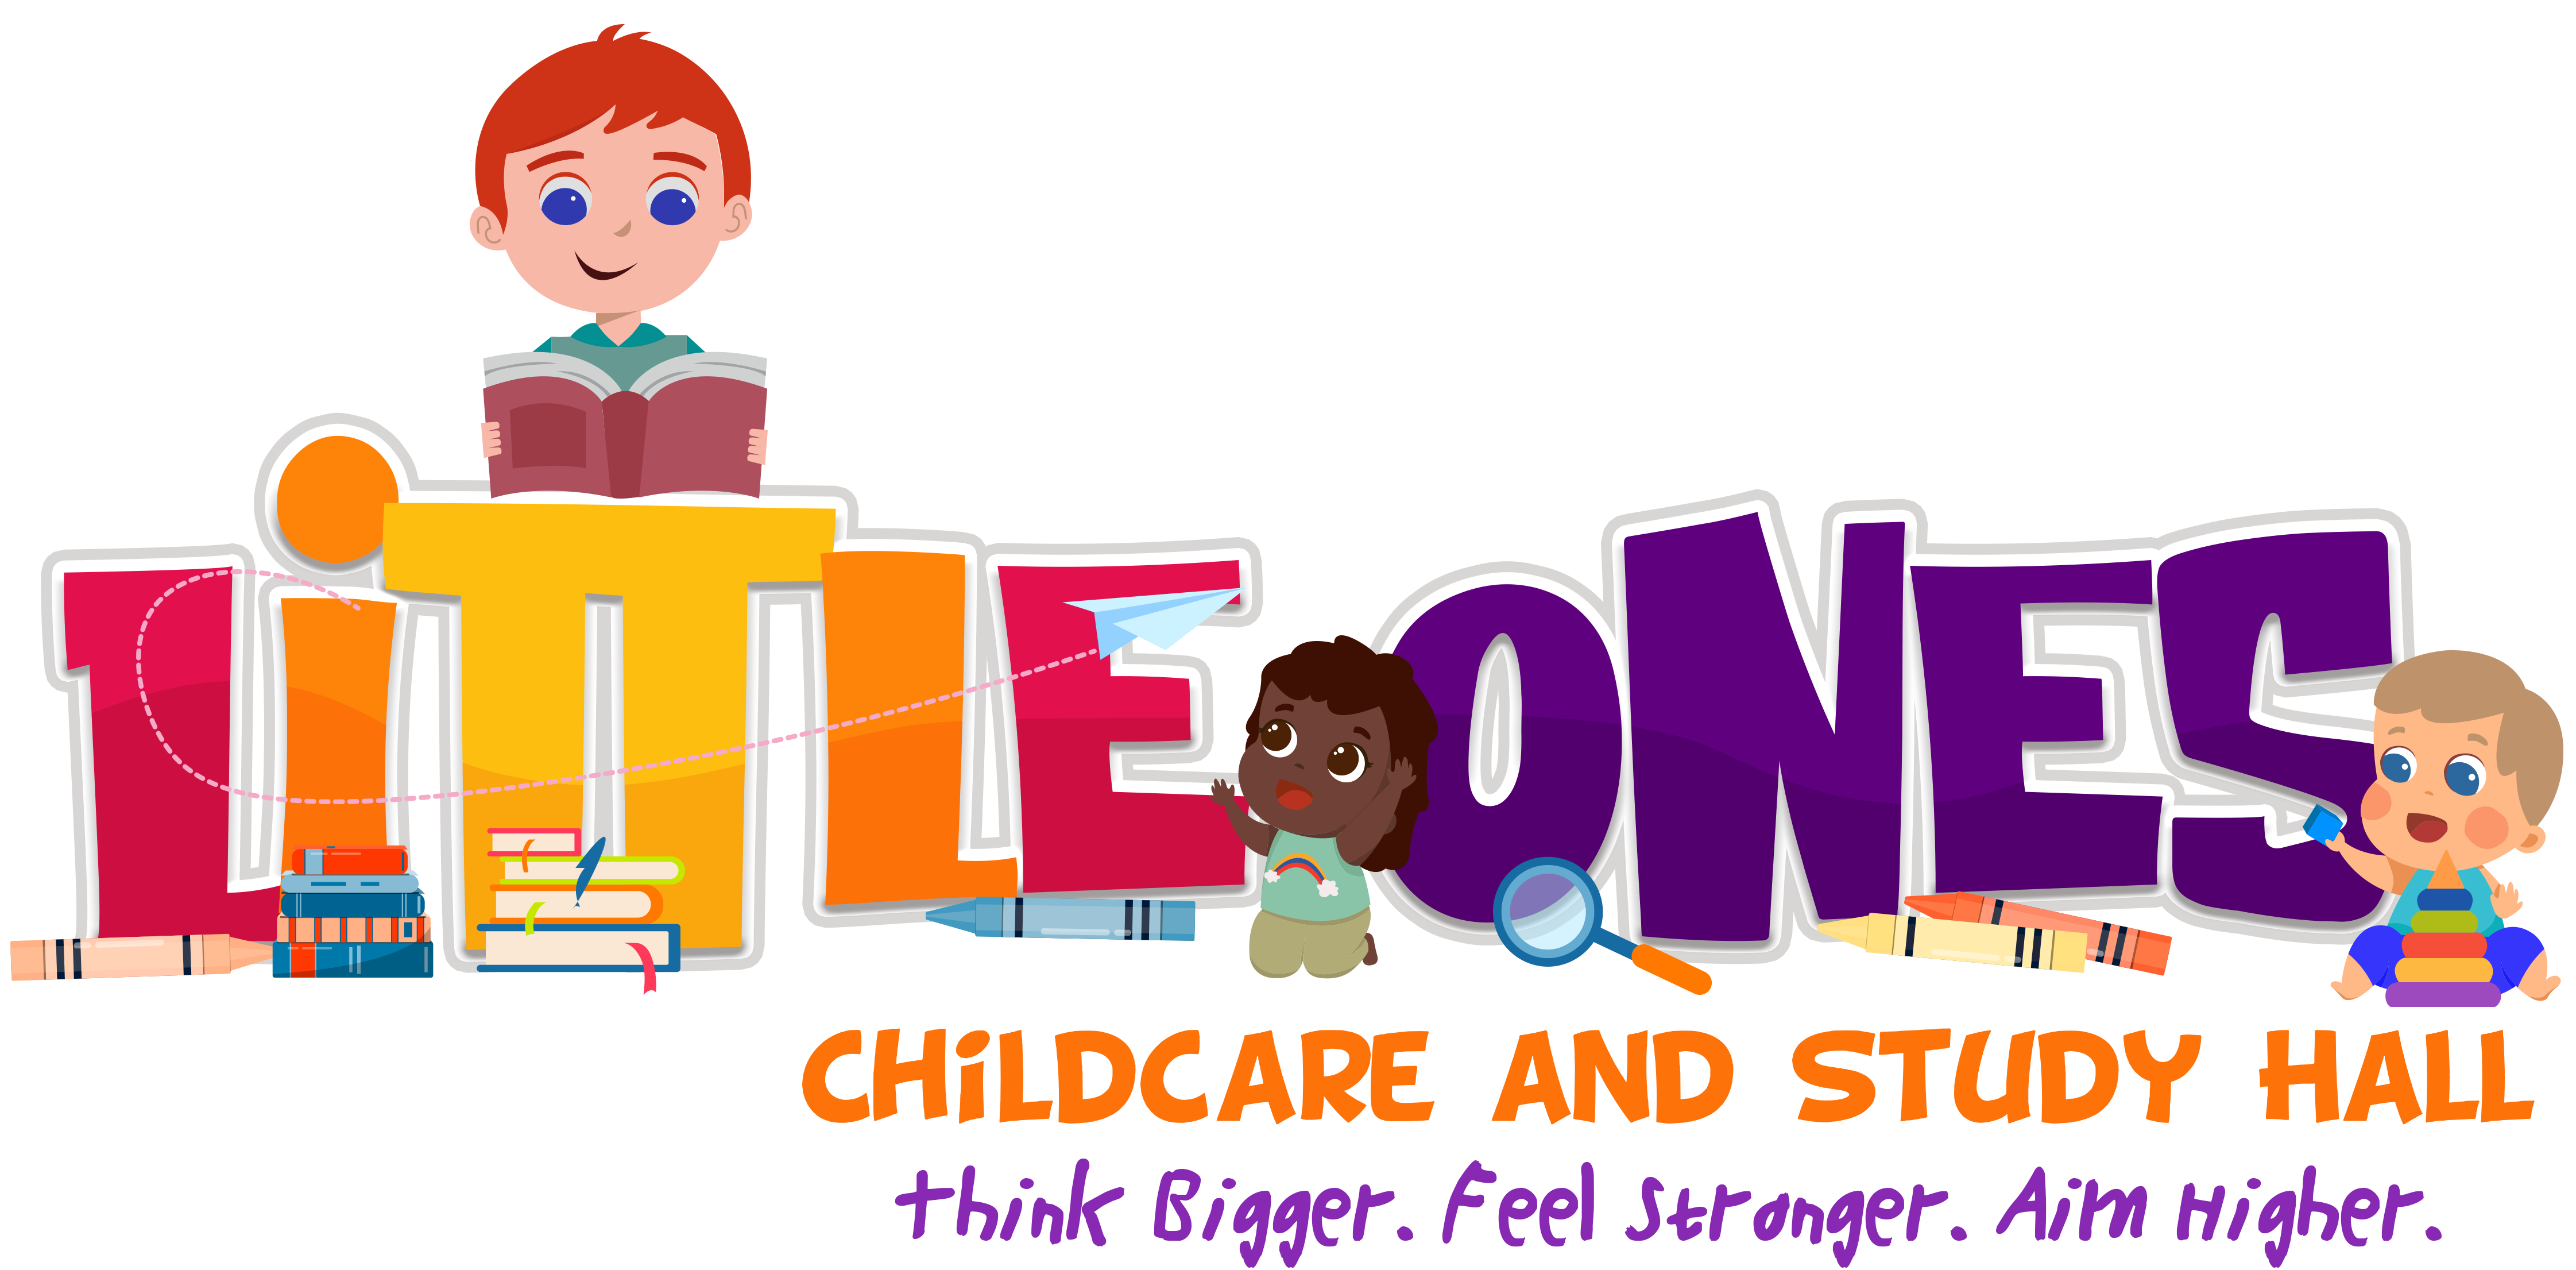 LiTTLE ONES
CHiLDCARE AND STUDY HALL
Think Bigger. Feel Stronger. Aim Higher.